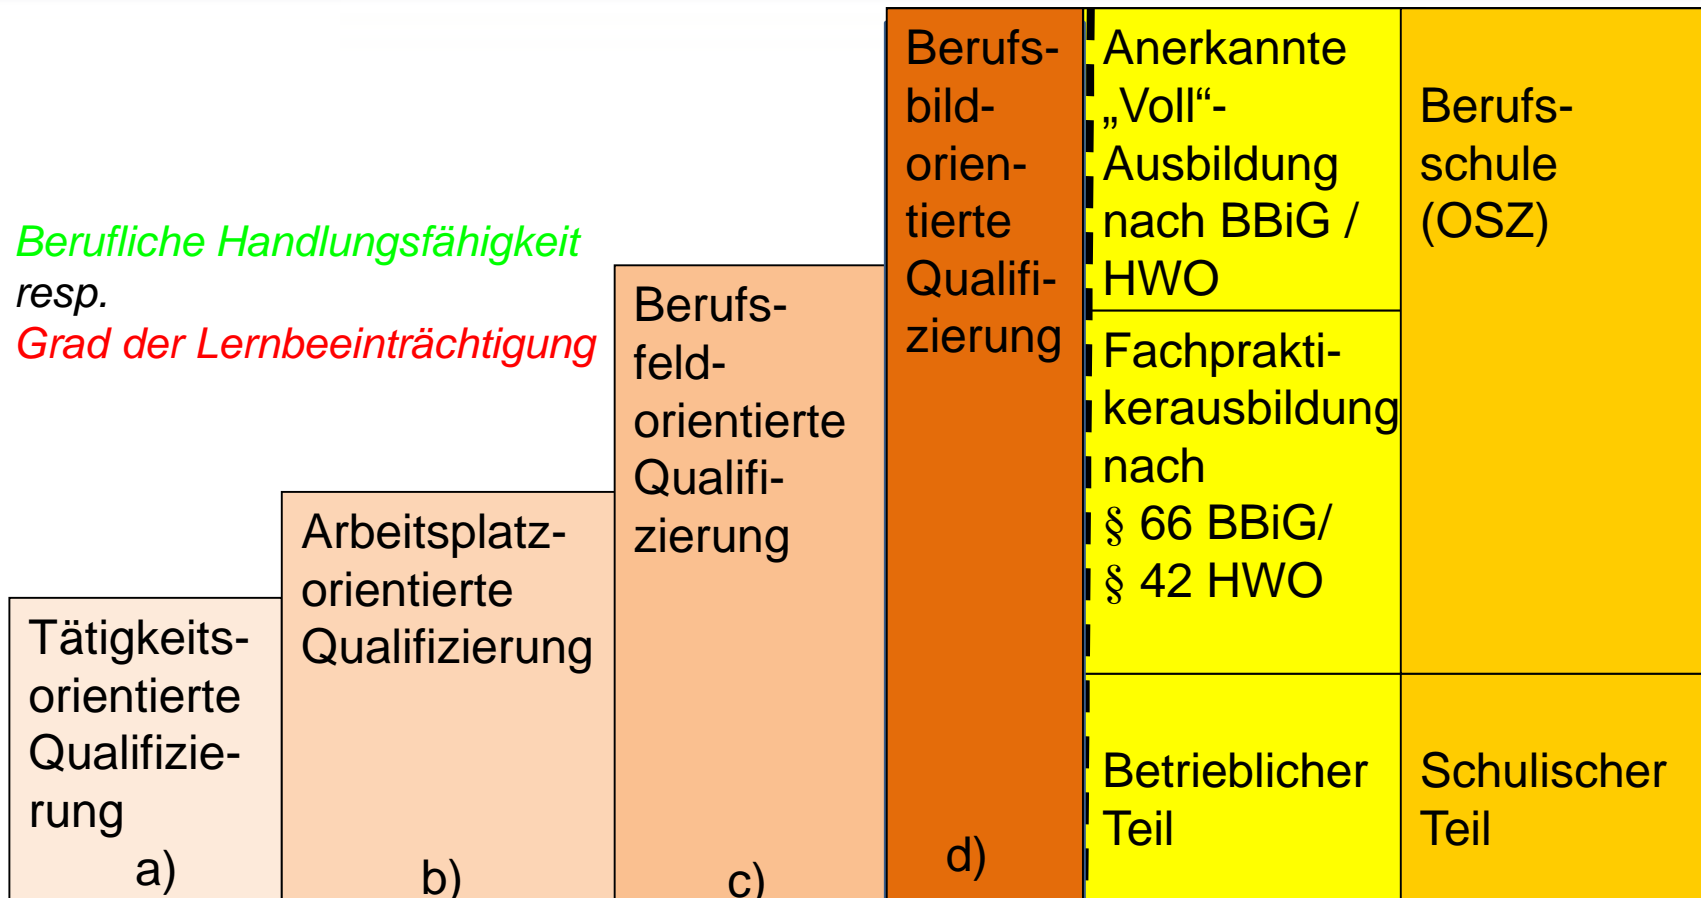 Berufliche Handlungsfähigkeit
resp.
Grad der Lernbeeinträchtigung
Tätigkeits-
orientierte
Qualifizie-
rung
a)
Arbeitsplatz-
orientierte
Qualifizierung
b)
Berufs-
feld-
orientierte
Qualifi-
zierung
c)
Berufs-
bild-
orien-
tierte
Qualifi-
zierung
d)
Anerkannte
„Voll“-
Ausbildung
nach BBiG /
HWO
Fachprakti-
kerausbildung
nach
§ 66 BBiG/
§ 42 HWO
Betrieblicher
Teil
Berufs-
schule
(OSZ)
Schulischer
Teil